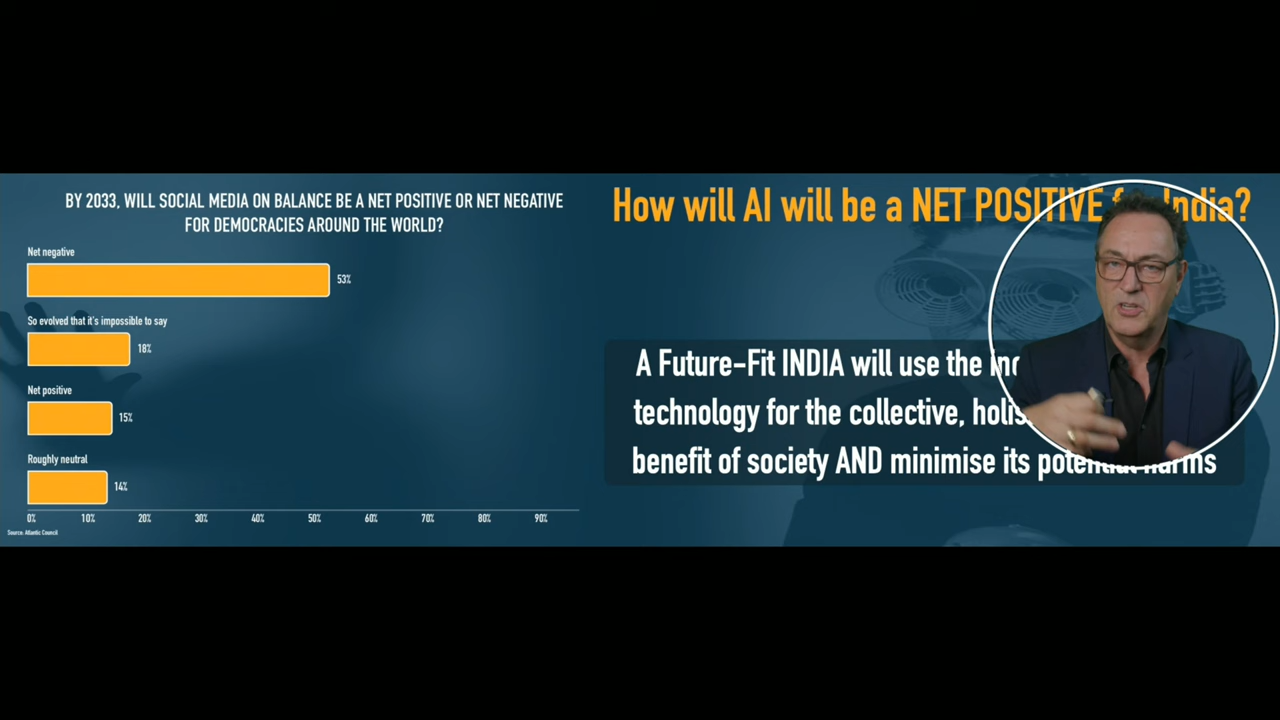 BY 2033, WILL SOCIAL MEDIA ON BALANCE BE A NET POSITIVE OR NET NEGATIVE
FOR DEMOCRACIES AROUND THE WORLD?
Net negative
53%
So evolved that it's impossible to say
18%
Net positive
15%
Roughly neutral
14%
0% 10% 20% 30% 40% 50% 60% 70% 80% 90%
Source: Atlantic Council
How will AI will be a NET POSITIVE India?
A Future-Fit INDIA will use the
technology for the collective,
benefit of society AND minimise its potential harms